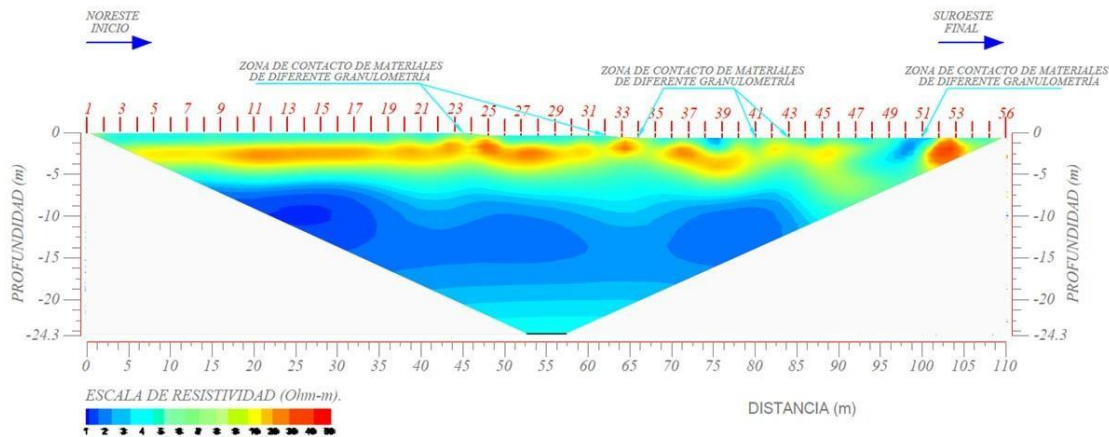 NORESTE
INICIO
SUROESTE
FINAL
ZONA DE CONTACTO DE MATERIALES
DE DIFERENTE GRANULOMETRÍA
ZONA DE CONTACTO DE MATERIALES
DE DIFERENTE GRANULOMETRÍA
ZONA DE CONTACTO DE MATERIALES
DE DIFERENTE GRANULOMETRÍA
1 3 5 7 9 11 13 15 17 19 21 23 25 27 29 31 33 35 37 39 41 43 45 47 49 51 53 56
0
-5
-10
-15
-20
-24.3
PROFUNDIDAD (m)
0
-5
-10
-15
-20
-24.3
PROFUNDIDAD (m)
0 5 10 15 20 25 30 35 40 45 50 55 60 65 70 75 80 85 90 95 100 105 110
ESCALA DE RESISTIVIDAD (Ohm-m).
1 2 3 4 5
DISTANCIA (m)